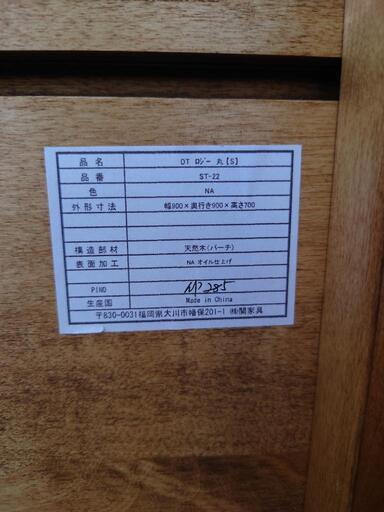 品名 DT ロジー 丸【S】
品番 ST-22
色 NA
外形寸法 幅900×奥行き900×高さ700
構造部材 天然木(バーチ)
表面加工 NA オイル仕上げ
PINO 285
生産国 Made in China
〒830-0031福岡県大川市幡保201-1 ㈱関家具